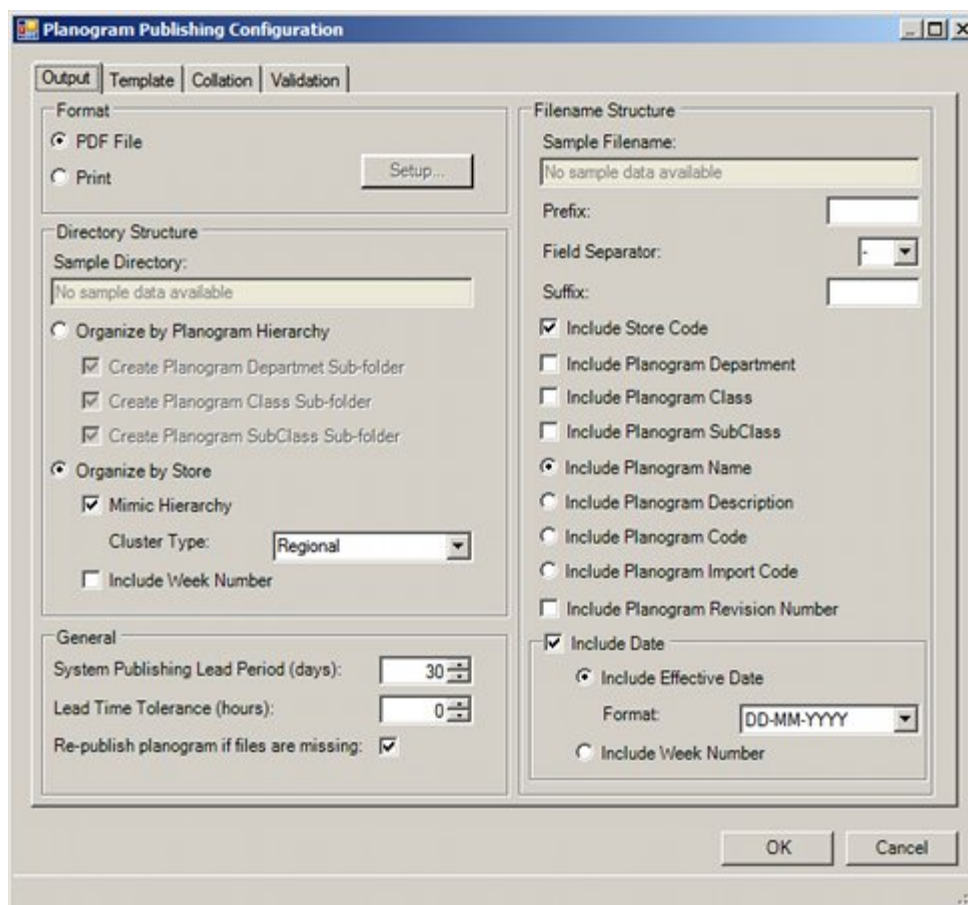 Planogram Publishing Configuration
Output
Template
Collation
Validation
Format
PDF File
Print
Setup...
Directory Structure
Sample Directory:
No sample data available
Organize by Planogram Hierarchy
Create Planogram Departmet Sub-folder
Create Planogram Class Sub-folder
Create Planogram SubClass Sub-folder
Organize by Store
Mimic Hierarchy
Cluster Type: Regional
Include Week Number
General
System Publishing Lead Period (days): 30
Lead Time Tolerance (hours): 0
Re-publish planogram if files are missing:
Filename Structure
Sample Filename:
No sample data available
Prefix:
Field Separator: -
Suffix:
Include Store Code
Include Planogram Department
Include Planogram Class
Include Planogram SubClass
Include Planogram Name
Include Planogram Description
Include Planogram Code
Include Planogram Import Code
Include Planogram Revision Number
Include Date
Include Effective Date
Format: DD-MM-YYYY
Include Week Number
OK
Cancel